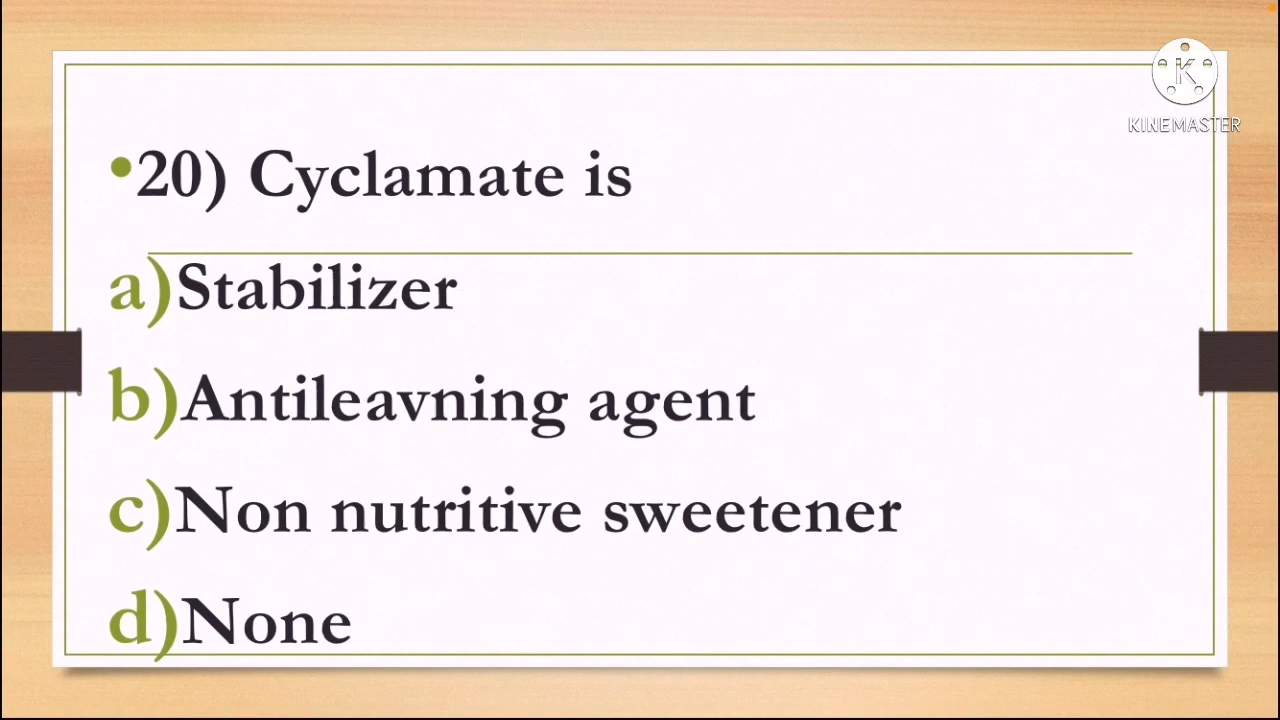 KINEMASTER
•20) Cyclamate is
a)Stabilizer
b)Antileavning agent
c)Non nutritive sweetener
d)None